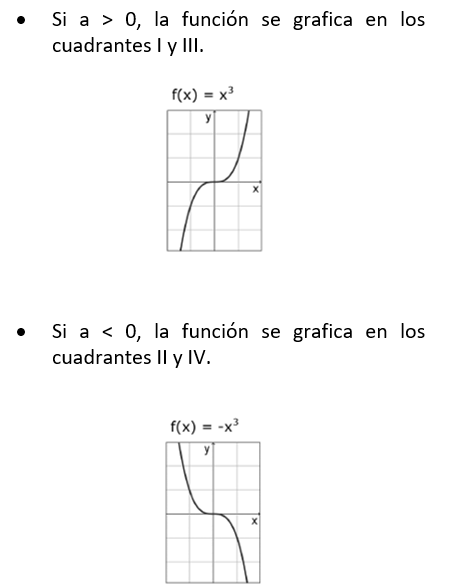 • Si a > 0, la función se grafica en los
cuadrantes I y III.
f(x) = x³
y
x
• Si a < 0, la función se grafica en los
cuadrantes II y IV.
f(x) = -x³
y
x